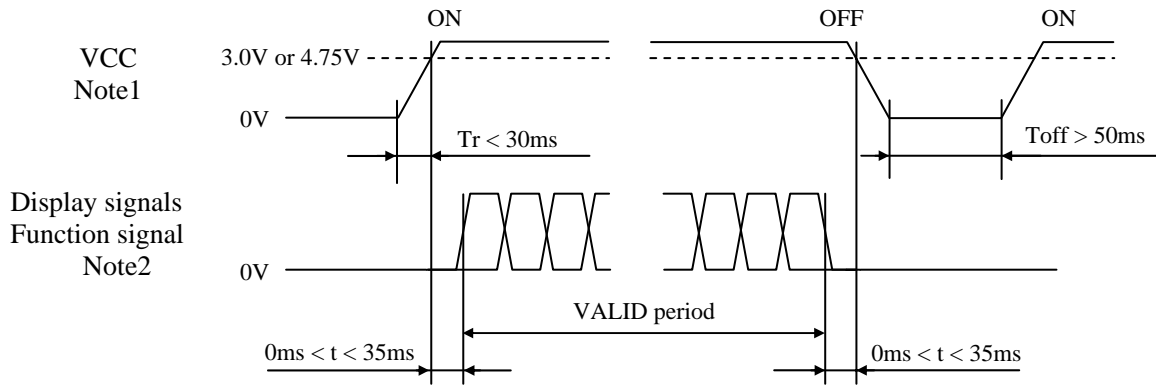 ON
OFF
ON
VCC
Note1
3.0V or 4.75V
0V
Tr < 30ms
Toff > 50ms
Display signals
Function signal
Note2
0V
VALID period
0ms < t < 35ms
0ms < t < 35ms